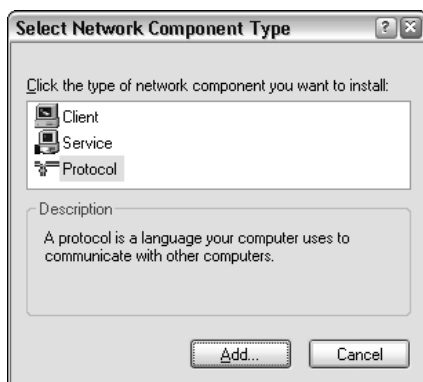 Select Network Component Type
Click the type of network component you want to install:
Client
Service
Protocol
Description
A protocol is a language your computer uses to
communicate with other computers.
Add...
Cancel